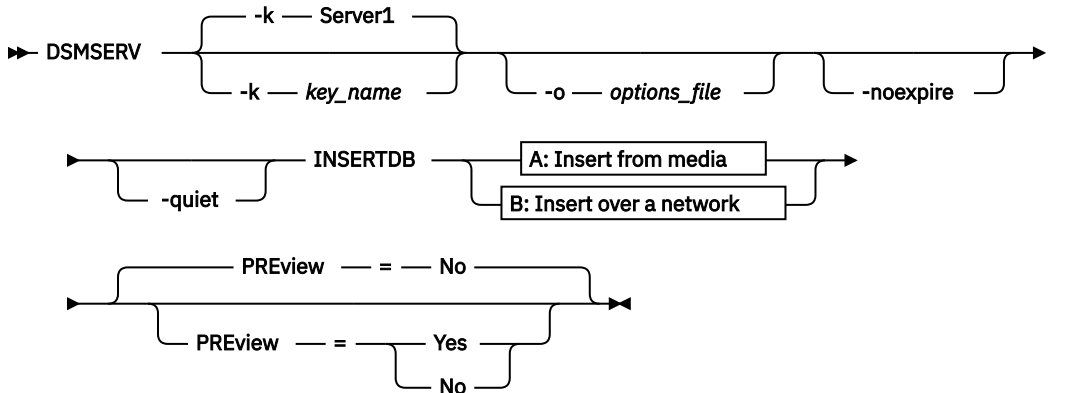 -k Server1
DSMSERV
-k key_name
-o options_file
-noexpire
INSERTDB
A: Insert from media
-quiet
B: Insert over a network
PREview = No
PREview = Yes
No